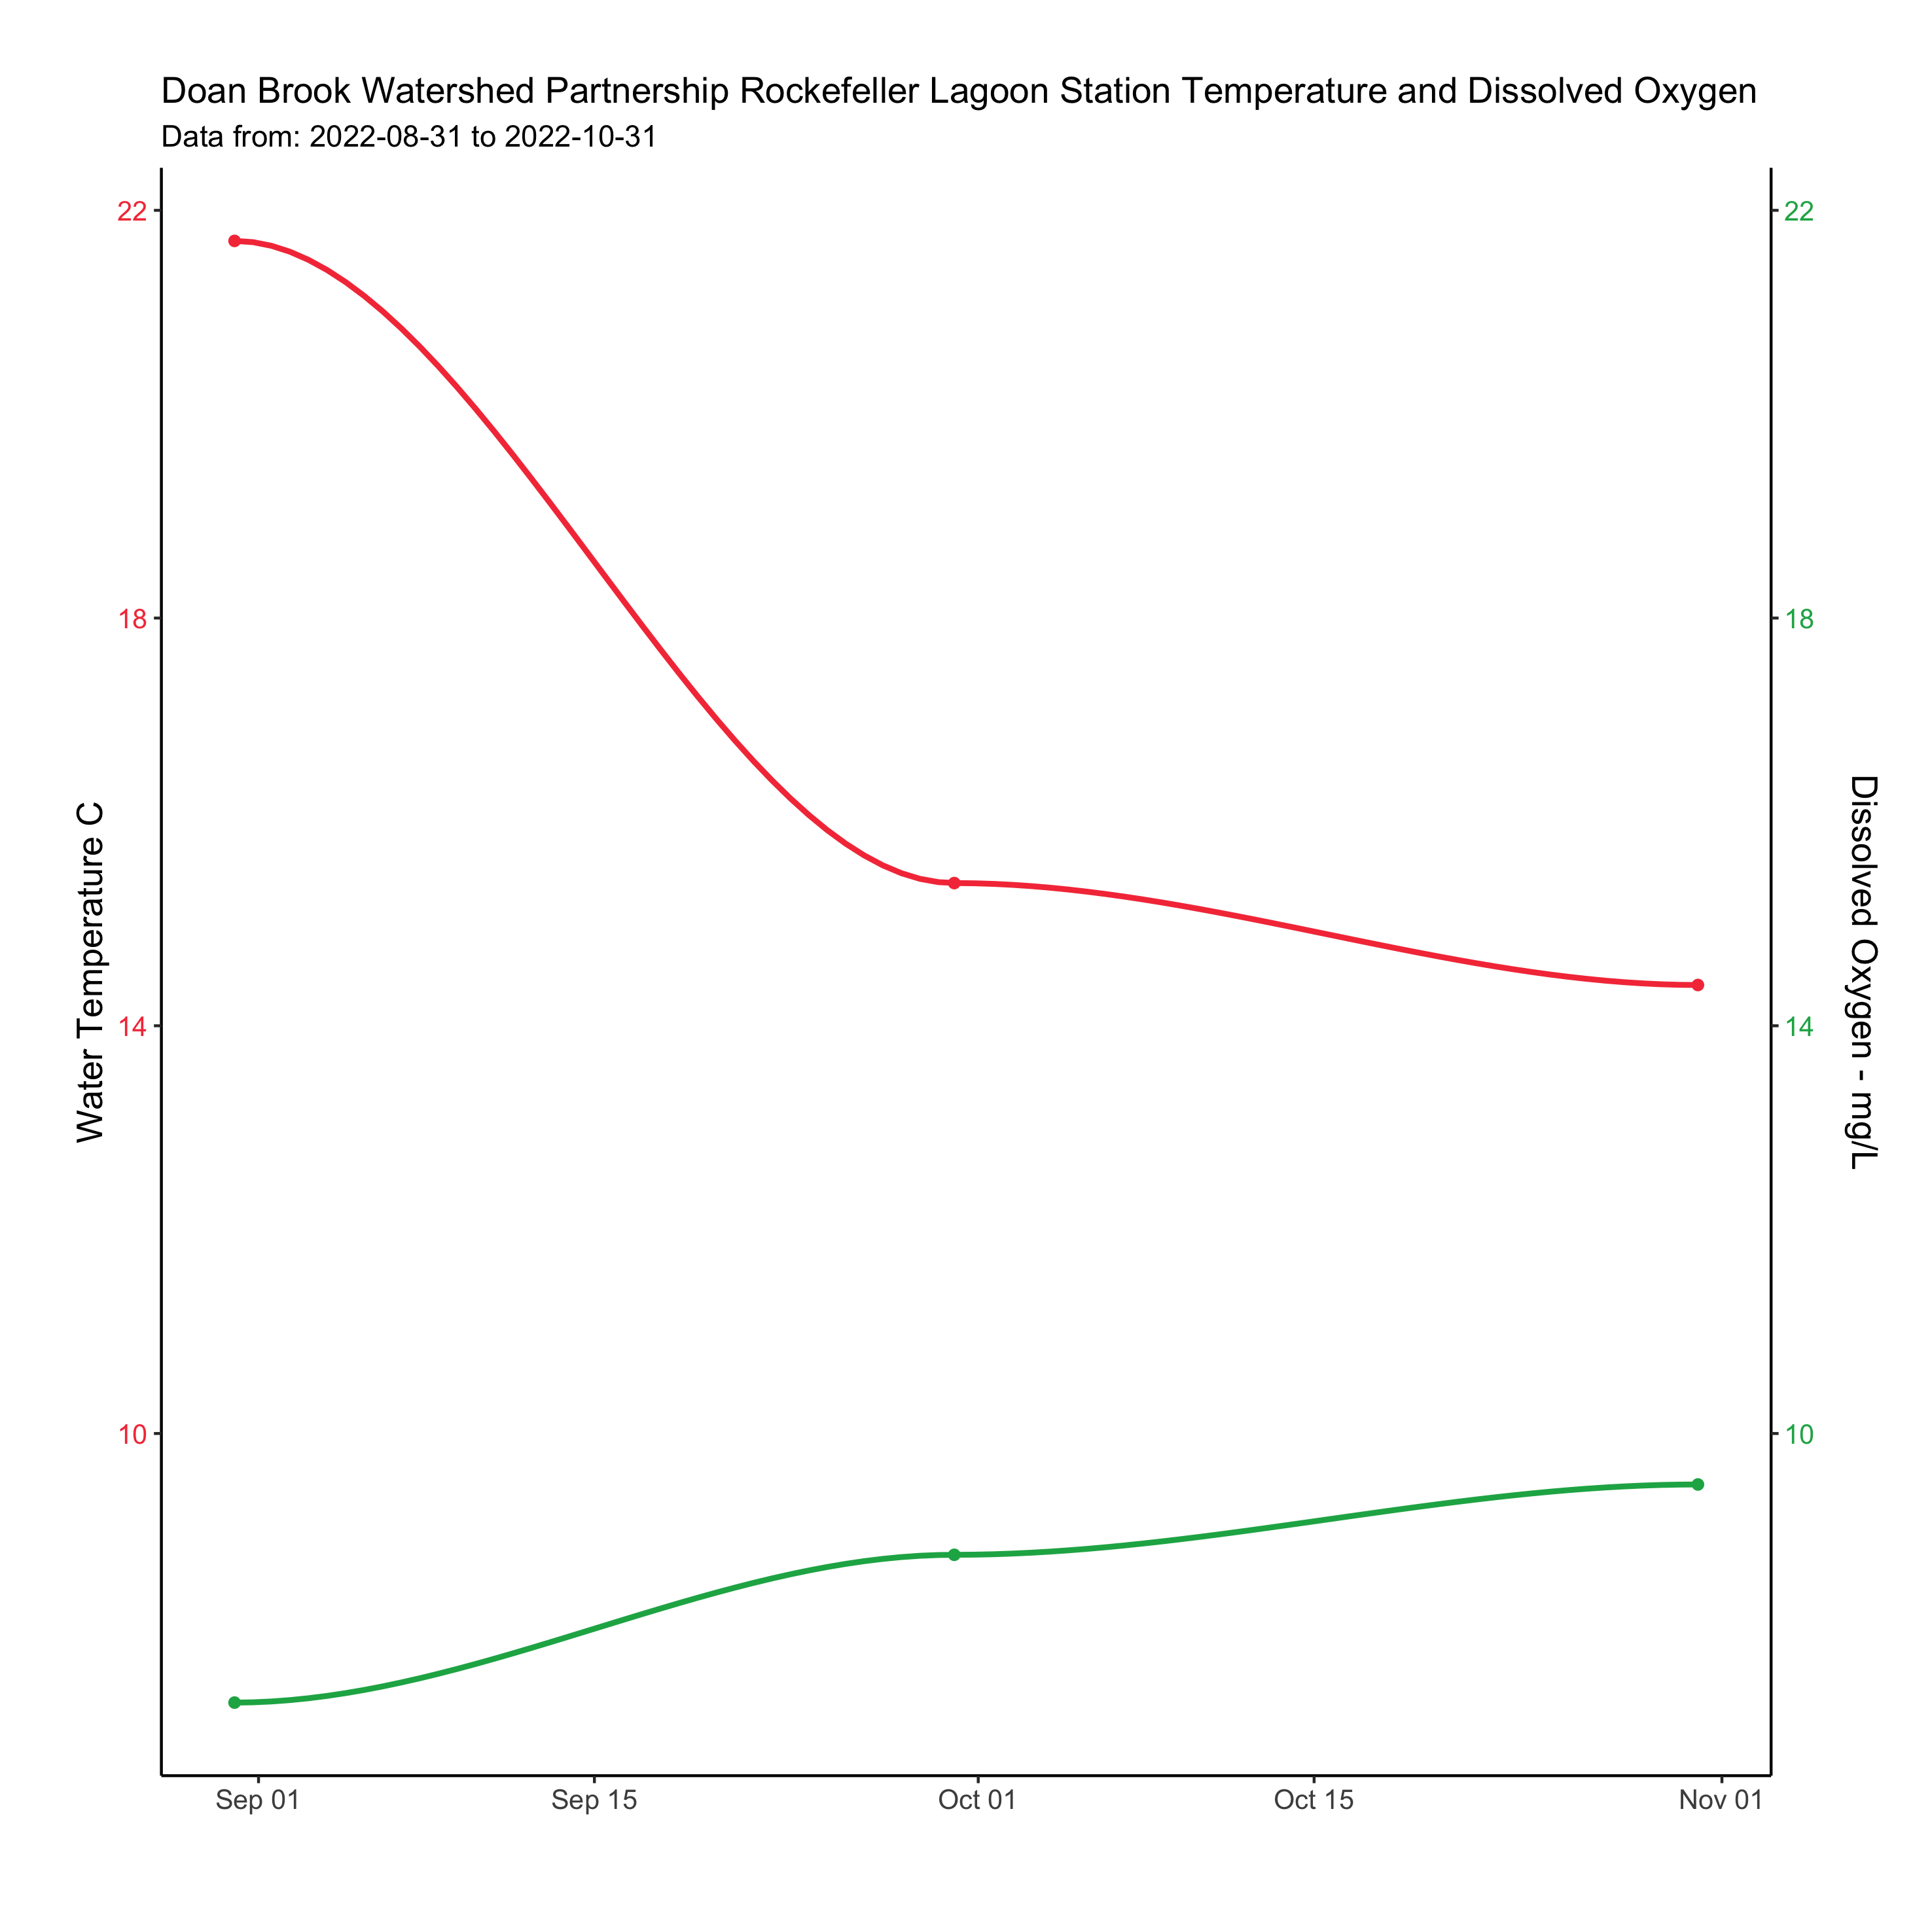 Doan Brook Watershed Partnership Rockefeller Lagoon Station Temperature and Dissolved Oxygen
Data from: 2022-08-31 to 2022-10-31
Water Temperature C
22
18
14
10
22
18
14
10
Dissolved Oxygen - mg/L
Sep 01
Sep 15
Oct 01
Oct 15
Nov 01